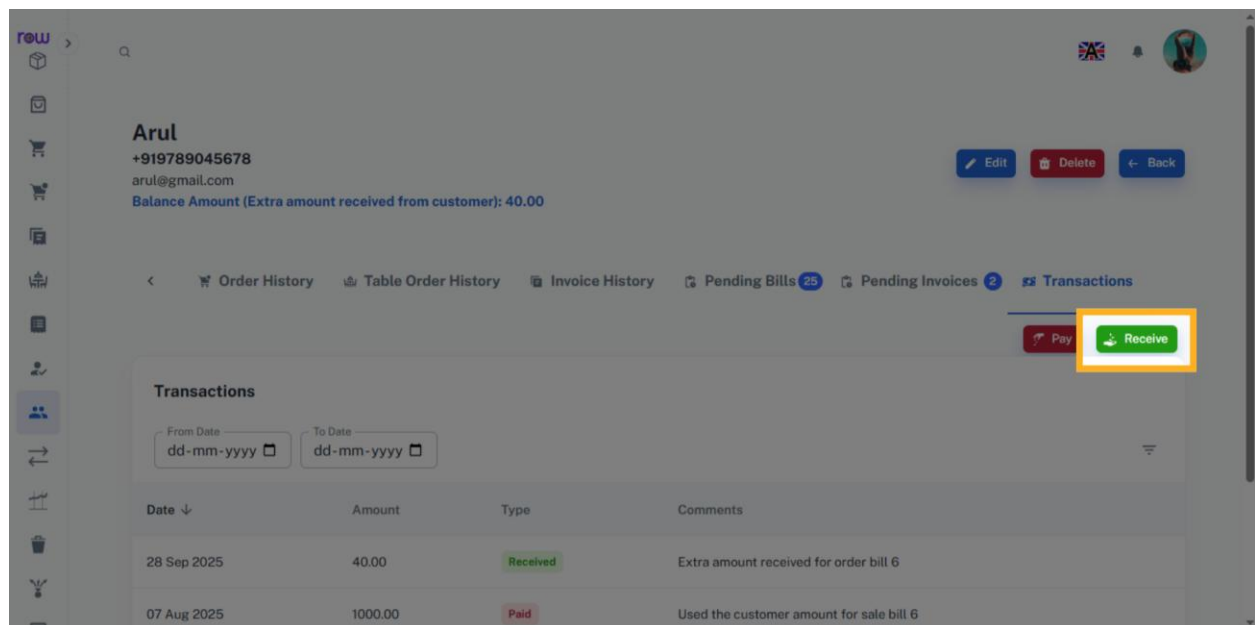 row
A
Arul
+919789045678
arul@gmail.com
Balance Amount (Extra amount received from customer): 40.00
Edit
Delete
← Back
Order History
Table Order History
Invoice History
Pending Bills 25
Pending Invoices 2
Transactions
Pay
Receive
Transactions
From Date
To Date
dd-mm-yyyy
dd-mm-yyyy
Date ↓ Amount Type Comments
28 Sep 2025 40.00 Received Extra amount received for order bill 6
07 Aug 2025 1000.00 Paid Used the customer amount for sale bill 6